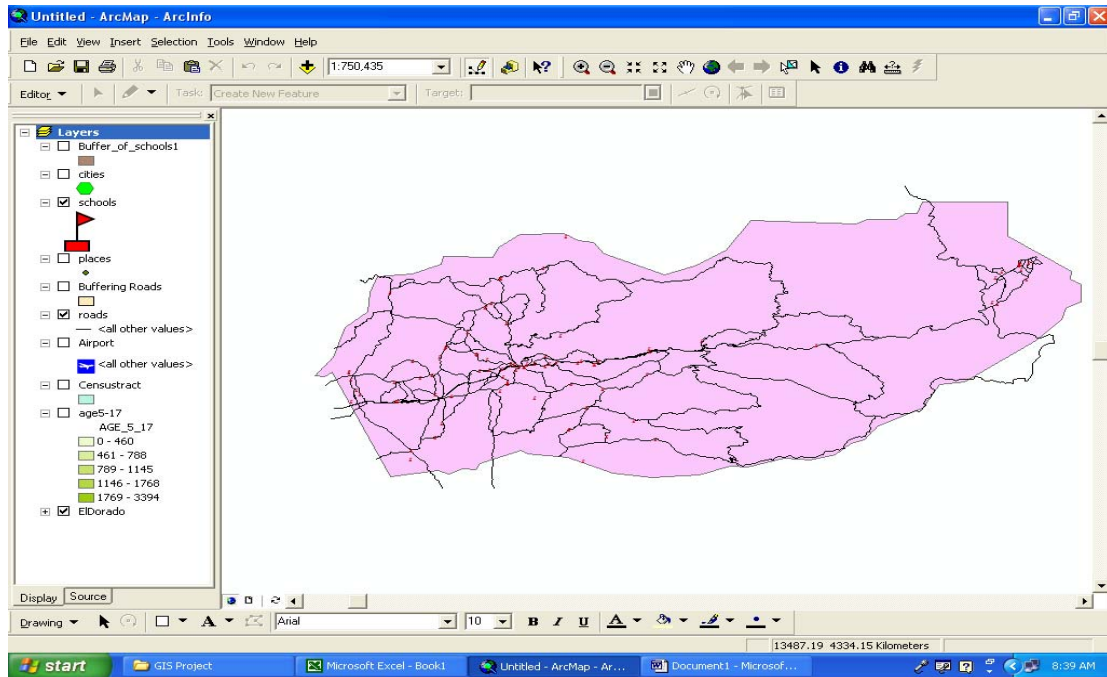 Untitled - ArcMap - ArcInfo
File Edit View Insert Selection Tools Window Help
1:750,435
Editor Task: Create New Feature Target:
Layers
Buffer_of_schools1
cities
schools
places
Buffering Roads
roads
<all other values>
Airport
<all other values>
Censustract
age5-17
AGE_5_17
0 - 460
461 - 788
789 - 1145
1146 - 1768
1769 - 3394
ElDorado
Display Source
Drawing A Arial 10 B I U A
13487.19 4334.15 Kilometers
start GIS Project Microsoft Excel - Book1 Untitled - ArcMap - Ar... Document1 - Microsof... 8:39 AM